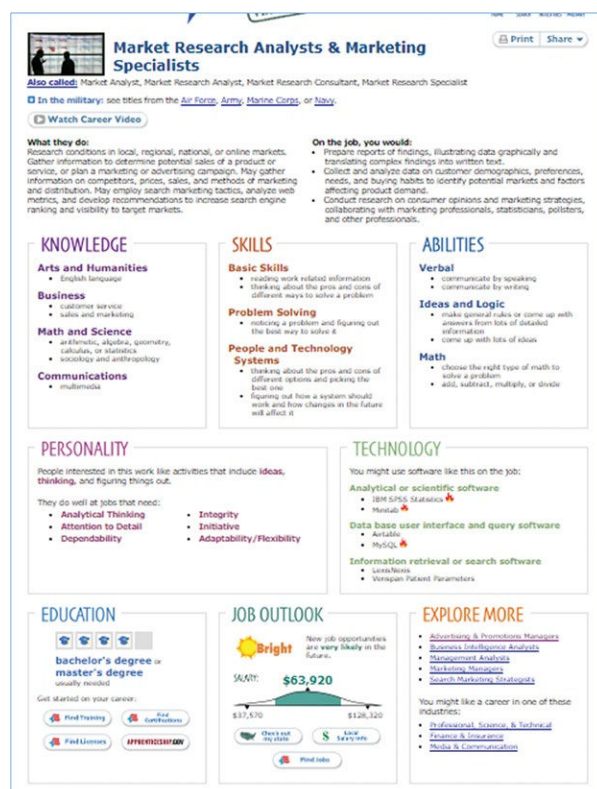 Print Share
Market Research Analysts & Marketing
Specialists
Also called: Market Analyst, Market Research Analyst, Market Research Consultant, Market Research Specialist
In the military: see titles from the Air Force, Army, Marine Corps, or Navy.
Watch Career Video
What they do:
Research conditions in local, regional, national, or online markets.
Gather information to determine potential sales of a product or
service, or plan a marketing or advertising campaign. May gather
information on competitors, prices, sales, and methods of marketing
and distribution. May employ search marketing tactics, analyze web
metrics, and develop recommendations to increase search engine
ranking and visibility to target markets.
On the job, you would:
• Prepare reports of findings, illustrating data graphically and
translating complex findings into written text.
• Collect and analyze data on customer demographics, preferences,
needs, and buying habits to identify potential markets and factors
affecting product demand.
• Conduct research on consumer opinions and marketing strategies,
collaborating with marketing professionals, statisticians, pollsters,
and other professionals.
KNOWLEDGE
Arts and Humanities
• English language
Business
• customer service
• sales and marketing
Math and Science
• arithmetic, algebra, geometry,
calculus, or statistics
• sociology and anthropology
Communications
• multimedia
SKILLS
Basic Skills
• reading work related information
• thinking about the pros and cons of
different ways to solve a problem
Problem Solving
• noticing a problem and figuring out
the best way to solve it
People and Technology
Systems
• thinking about the pros and cons of
different options and picking the
best one
• figuring out how a system should
work and how changes in the future
will affect it
ABILITIES
Verbal
• communicate by speaking
• communicate by writing
Ideas and Logic
• make general rules or come up with
answers from lots of detailed
information
• come up with lots of ideas
Math
• choose the right type of math to
solve a problem
• add, subtract, multiply, or divide
PERSONALITY
People interested in this work like activities that include ideas,
thinking, and figuring things out.
They do well at jobs that need:
• Analytical Thinking
• Attention to Detail
• Dependability
• Integrity
• Initiative
• Adaptability/Flexibility
TECHNOLOGY
You might use software like this on the job:
Analytical or scientific software
• IBM SPSS Statistics
• Minitab
Data base user interface and query software
• Airtable
• MySQL
Information retrieval or search software
• LexisNexis
• Verispan Patient Parameters
EDUCATION
bachelor's degree or
master's degree
usually needed
Get started on your career:
Find Training
Find
Certifications
Find Licenses
APPRENTICESHIP.GOV
JOB OUTLOOK
Bright
New job opportunities
are very likely in the
future.
SALARY:
$63,920
$37,570
$128,320
Check out
my state
$ Local
Salary Info
Find Jobs
EXPLORE MORE
• Advertising & Promotions Managers
• Business Intelligence Analysts
• Management Analysts
• Marketing Managers
• Search Marketing Strategists
You might like a career in one of these
industries:
• Professional, Science, & Technical
• Finance & Insurance
• Media & Communication